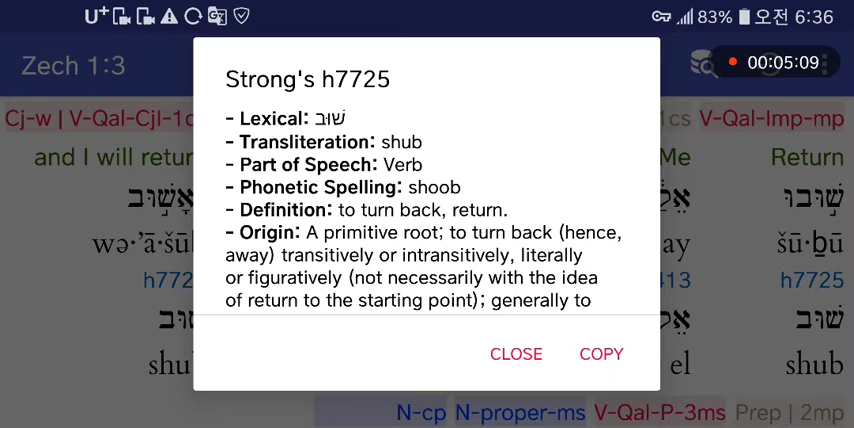 U+ 83% 오전 6:36
Zech 1:3 00:05:09
Cj-w | V-Qal-CjI-1c 1cs V-Qal-Imp-mp
and I will retur Me Return
שׁ֣וּבוּ
wə·’ā·šū ay šū·ḇū
h772 413 h7725
שׁוּב
shu el shub
N-cp N-proper-ms V-Qal-P-3ms Prep | 2mp
Strong's h7725
- Lexical: שׁוּב
- Transliteration: shub
- Part of Speech: Verb
- Phonetic Spelling: shoob
- Definition: to turn back, return.
- Origin: A primitive root; to turn back (hence,
away) transitively or intransitively, literally
or figuratively (not necessarily with the idea
of return to the starting point); generally to
CLOSE COPY